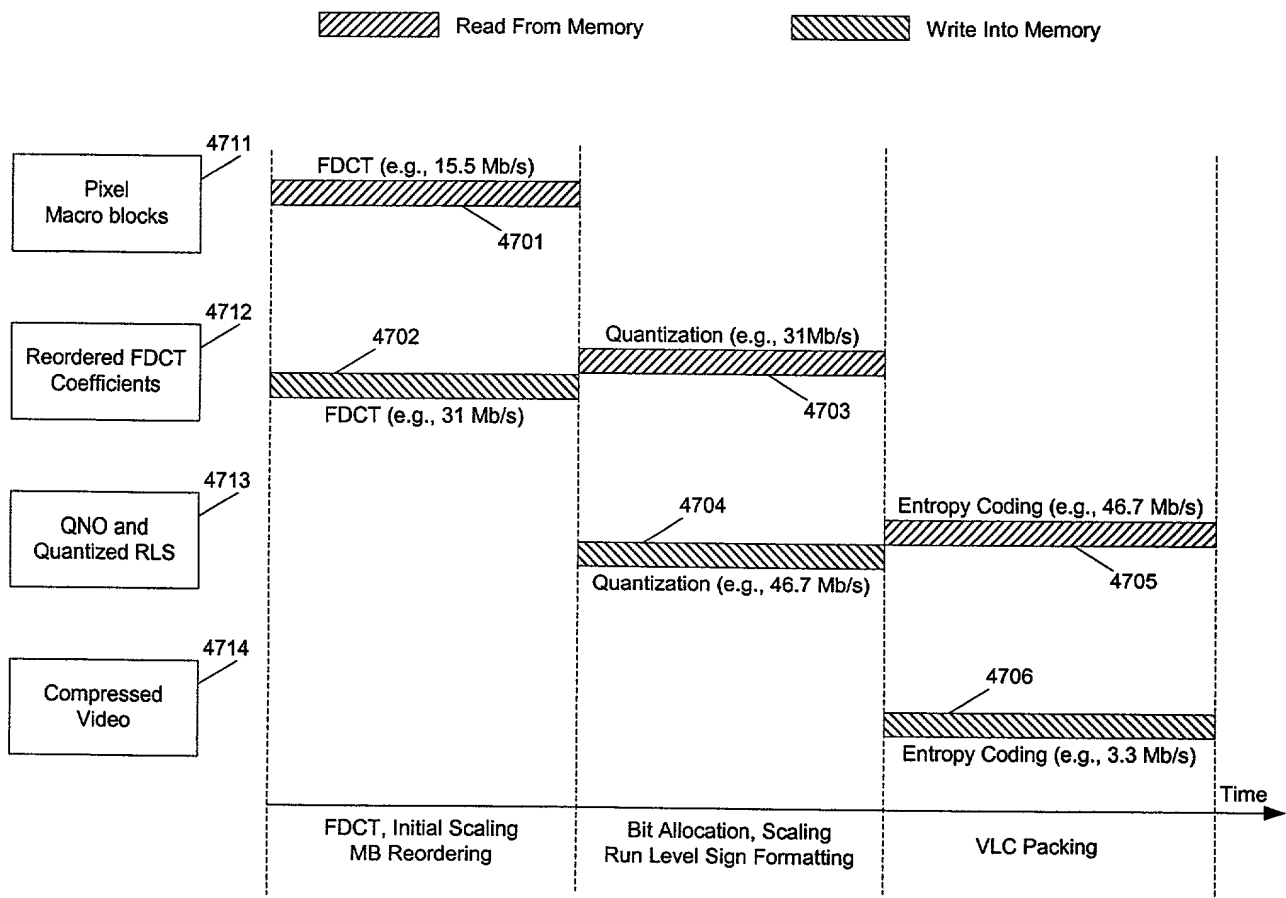 Read From Memory
Write Into Memory
4711
Pixel
Macro blocks
FDCT (e.g., 15.5 Mb/s)
4701
4712
Reordered FDCT
Coefficients
4702
FDCT (e.g., 31 Mb/s)
Quantization (e.g., 31Mb/s)
4703
4713
QNO and
Quantized RLS
4704
Quantization (e.g., 46.7 Mb/s)
Entropy Coding (e.g., 46.7 Mb/s)
4705
4714
Compressed
Video
4706
Entropy Coding (e.g., 3.3 Mb/s)
Time
FDCT, Initial Scaling
MB Reordering
Bit Allocation, Scaling
Run Level Sign Formatting
VLC Packing